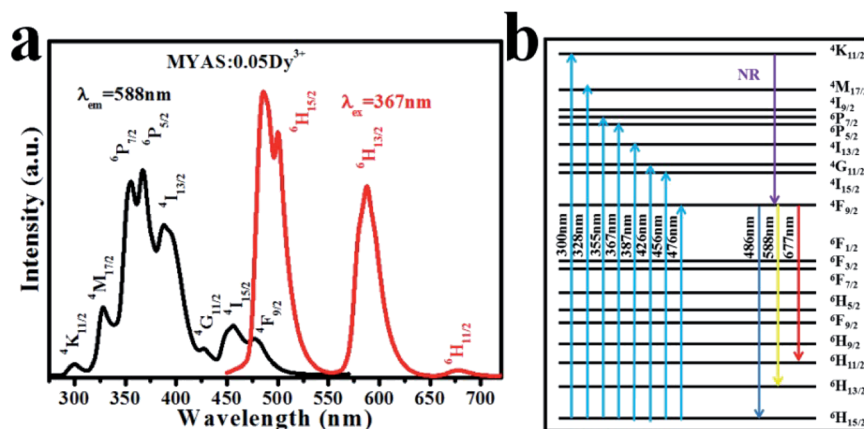 a
MYAS:0.05Dy³⁺
λₑₘ=588nm
λₑₓ=367nm
⁶P₇/₂
⁶P₅/₂
⁴I₁₃/₂
⁴M₁₇/₂
⁴K₁₁/₂
⁴G₁₁/₂
⁴I₁₅/₂
⁴F₉/₂
⁶H₁₅/₂
⁶H₁₃/₂
⁶H₁₁/₂
Intensity (a.u.)
300 350 400 450 500 550 600 650 700
Wavelength (nm)
b
NR
300nm
328nm
355nm
367nm
387nm
426nm
456nm
476nm
486nm
588nm
677nm
⁴K₁₁/₂
⁴M₁₇/₂
⁴I₉/₂
⁶P₇/₂
⁶P₅/₂
⁴I₁₃/₂
⁴G₁₁/₂
⁴I₁₅/₂
⁴F₉/₂
⁶F₁/₂
⁶F₃/₂
⁶F₇/₂
⁶H₅/₂
⁶F₉/₂
⁶H₉/₂
⁶H₁₁/₂
⁶H₁₃/₂
⁶H₁₅/₂